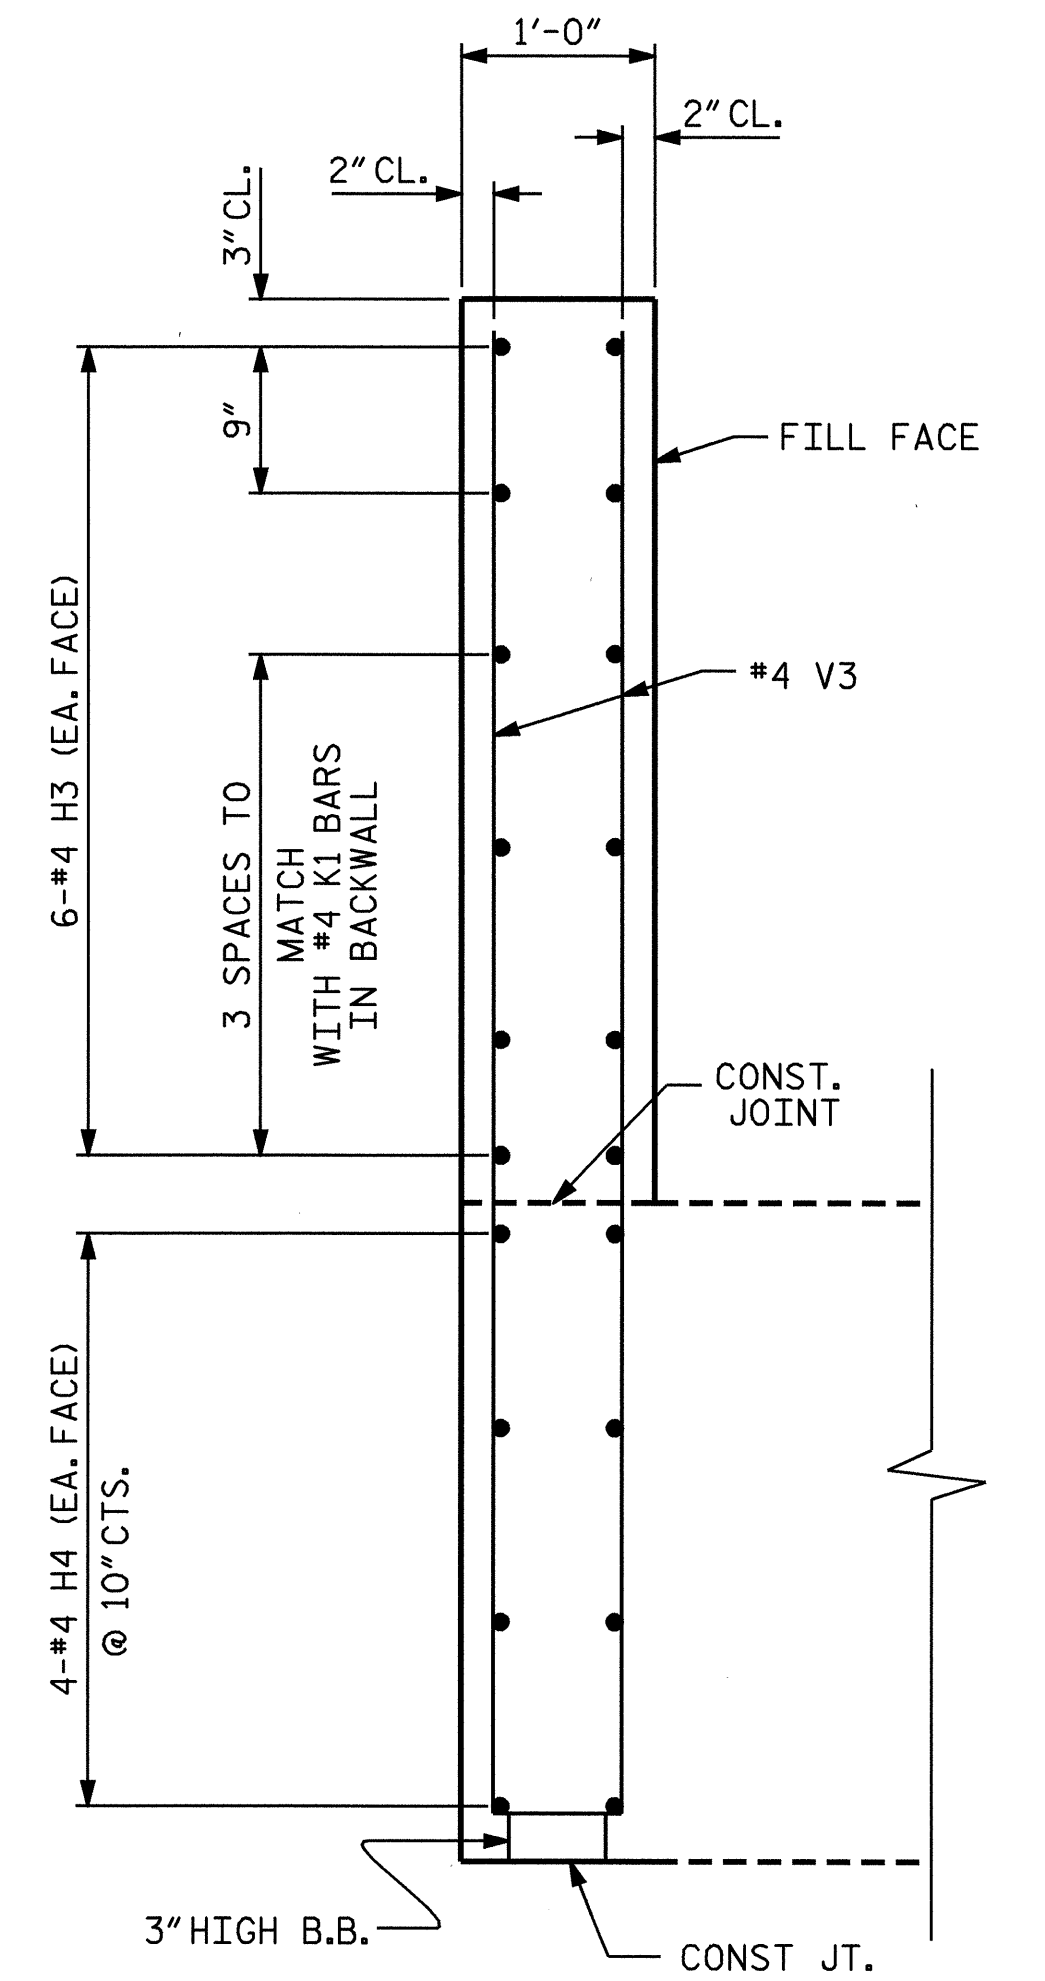 1'-0"
2" CL.
2" CL.
3" CL.
9"
FILL FACE
6-#4 H3 (EA. FACE)
#4 V3
3 SPACES TO
MATCH
WITH #4 K1 BARS
IN BACKWALL
CONST.
JOINT
4-#4 H4 (EA. FACE)
@ 10" CTS.
3" HIGH B.B.
CONST JT.